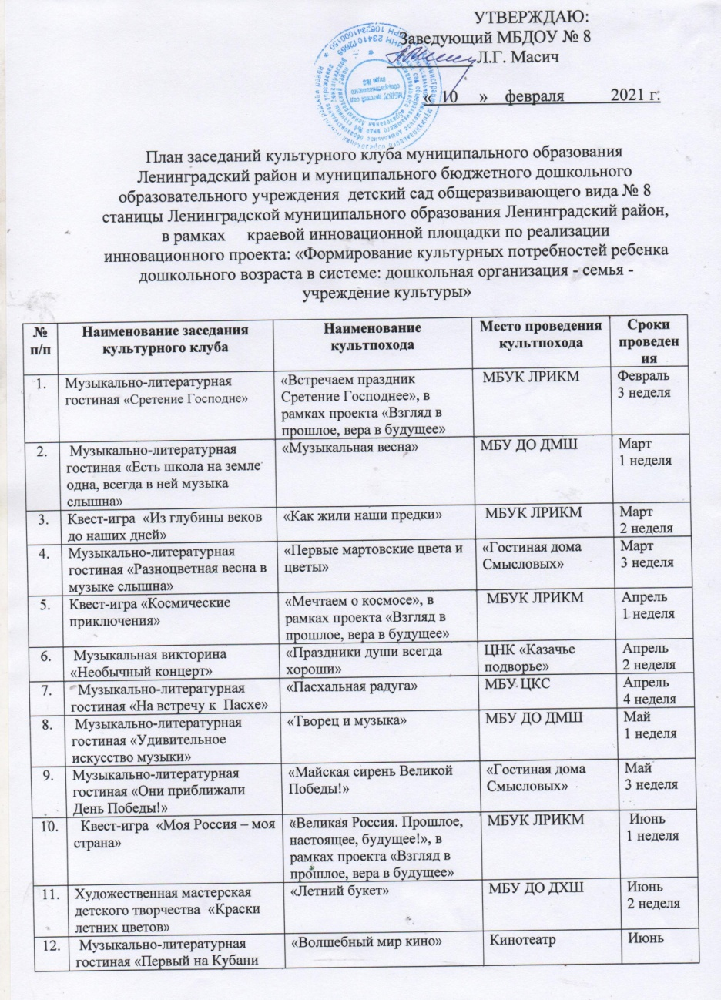 УТВЕРЖДАЮ:
Заведующий МБДОУ № 8
Л.Г. Масич
« 10 » февраля 2021 г.
План заседаний культурного клуба муниципального образования
Ленинградский район и муниципального бюджетного дошкольного
образовательного учреждения детский сад общеразвивающего вида № 8
станицы Ленинградской муниципального образования Ленинградский район,
в рамках краевой инновационной площадки по реализации
инновационного проекта: «Формирование культурных потребностей ребенка
дошкольного возраста в системе: дошкольная организация - семья -
учреждение культуры»
№ Наименование заседания Наименование Место проведения Сроки
п/п культурного клуба культпохода культпохода проведен
ия
1. Музыкально-литературная «Встречаем праздник МБУК ЛРИКМ Февраль
гостиная «Сретение Господне» Сретение Господнее», в 3 неделя
рамках проекта «Взгляд в
прошлое, вера в будущее»
2. Музыкально-литературная «Музыкальная весна» МБУ ДО ДМШ Март
гостиная «Есть школа на земле 1 неделя
одна, всегда в ней музыка
слышна»
3. Квест-игра «Из глубины веков «Как жили наши предки» МБУК ЛРИКМ Март
до наших дней» 2 неделя
4. Музыкально-литературная «Первые мартовские цвета и «Гостиная дома Март
гостиная «Разноцветная весна в цветы» Смысловых» 3 неделя
музыке слышна»
5. Квест-игра «Космические «Мечтаем о космосе», в МБУК ЛРИКМ Апрель
приключения» рамках проекта «Взгляд в 1 неделя
прошлое, вера в будущее»
6. Музыкальная викторина «Праздники души всегда ЦНК «Казачье Апрель
«Необычный концерт» хороши» подворье» 2 неделя
7. Музыкально-литературная «Пасхальная радуга» МБУ ЦКС Апрель
гостиная «На встречу к Пасхе» 4 неделя
8. Музыкально-литературная «Творец и музыка» МБУ ДО ДМШ Май
гостиная «Удивительное 1 неделя
искусство музыки»
9. Музыкально-литературная «Майская сирень Великой «Гостиная дома Май
гостиная «Они приближали Победы!» Смысловых» 3 неделя
День Победы!»
10. Квест-игра «Моя Россия – моя «Великая Россия. Прошлое, МБУК ЛРИКМ Июнь
страна» настоящее, будущее!», в 1 неделя
рамках проекта «Взгляд в
прошлое, вера в будущее»
11. Художественная мастерская «Летний букет» МБУ ДО ДХШ Июнь
детского творчества «Краски 2 неделя
летних цветов»
12. Музыкально-литературная «Волшебный мир кино» Кинотеатр Июнь
гостиная «Первый на Кубани